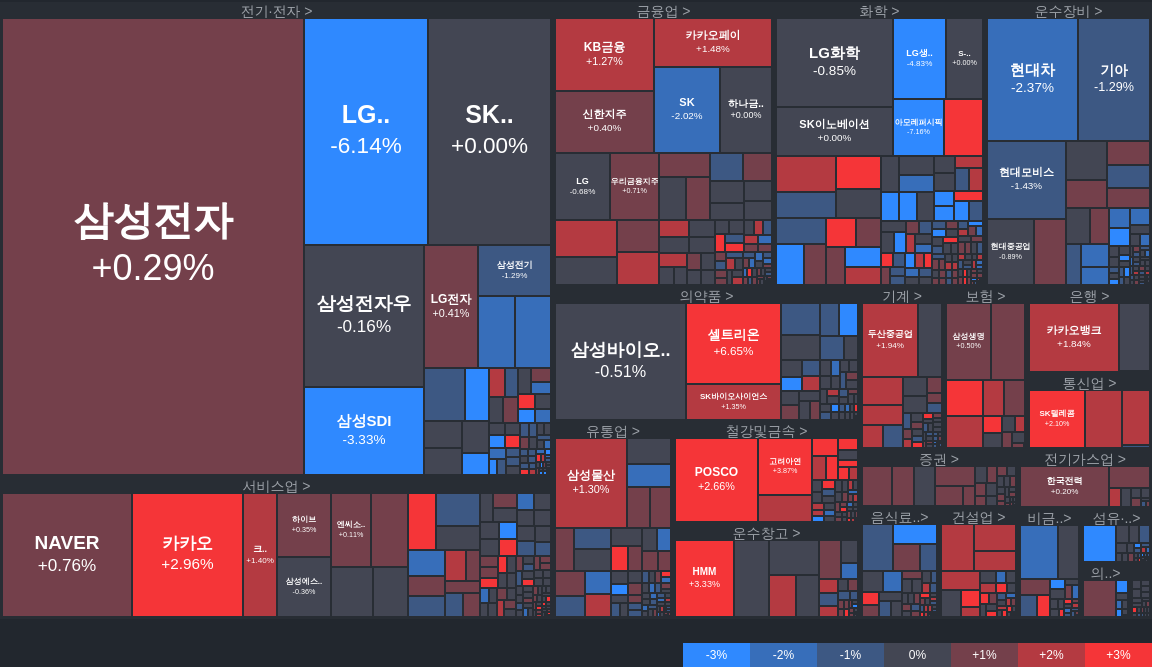 전기·전자 >
삼성전자
+0.29%
LG..
-6.14%
SK..
+0.00%
삼성전자우
-0.16%
LG전자
+0.41%
삼성전기
-1.29%
삼성SDI
-3.33%
서비스업 >
NAVER
+0.76%
카카오
+2.96%
크..
+1.40%
하이브
+0.35%
삼성에스..
-0.36%
엔씨소..
+0.11%
금융업 >
KB금융
+1.27%
카카오페이
+1.48%
신한지주
+0.40%
SK
-2.02%
하나금..
+0.00%
LG
-0.68%
우리금융지주
+0.71%
화학 >
LG화학
-0.85%
LG생..
-4.83%
S-..
+0.00%
SK이노베이션
+0.00%
아모레퍼시픽
-7.16%
운수장비 >
현대차
-2.37%
기아
-1.29%
현대모비스
-1.43%
현대중공업
-0.89%
의약품 >
삼성바이오..
-0.51%
셀트리온
+6.65%
SK바이오사이언스
+1.35%
기계 >
두산중공업
+1.94%
보험 >
삼성생명
+0.50%
은행 >
카카오뱅크
+1.84%
통신업 >
SK텔레콤
+2.10%
유통업 >
삼성물산
+1.30%
철강및금속 >
POSCO
+2.66%
고려아연
+3.87%
증권 >
전기가스업 >
한국전력
+0.20%
운수창고 >
HMM
+3.33%
음식료..>
건설업 >
비금..>
섬유·..>
의..>
-3%
-2%
-1%
0%
+1%
+2%
+3%